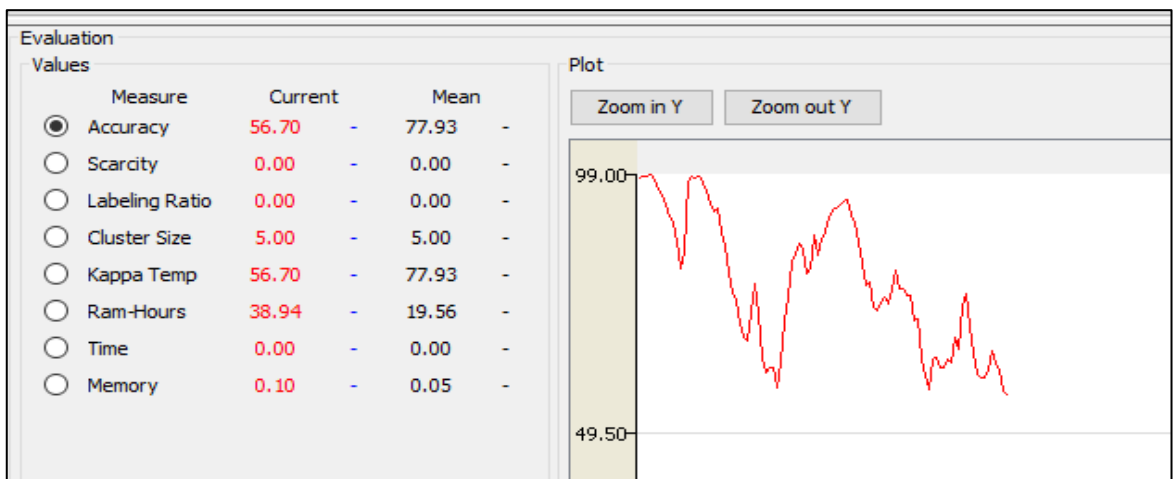 Evaluation
Values
Measure Current Mean
Accuracy 56.70 - 77.93 -
Scarcity 0.00 - 0.00 -
Labeling Ratio 0.00 - 0.00 -
Cluster Size 5.00 - 5.00 -
Kappa Temp 56.70 - 77.93 -
Ram-Hours 38.94 - 19.56 -
Time 0.00 - 0.00 -
Memory 0.10 - 0.05 -
Plot
Zoom in Y Zoom out Y
99.00
49.50